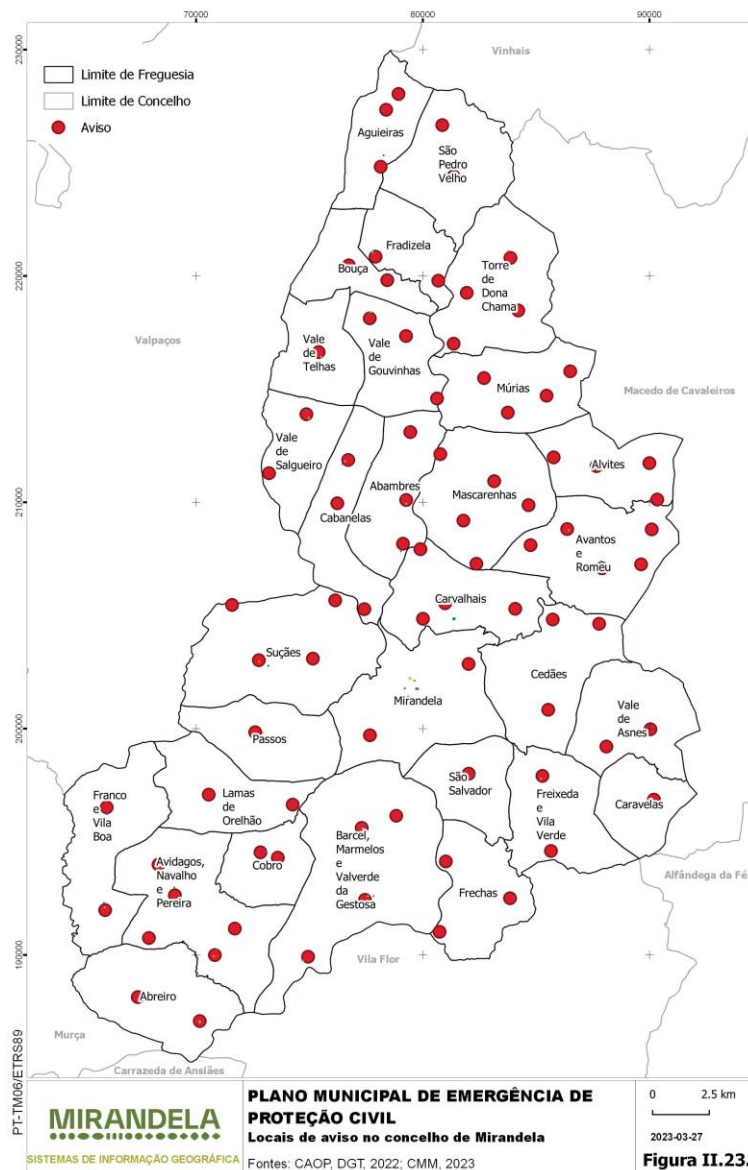 70000
80000
90000
230000
220000
210000
200000
190000
Vinhais
Limite de Freguesia
Limite de Concelho
Aviso
Aguieiras
São
Pedro
Velho
Fradizela
Bouça
Torre
de
Dona
Chama
Valpaços
Vale
de
Telhas
Vale
de
Gouvinhas
Múrias
Macedo de Cavaleiros
Vale
de
Salgueiro
Abambres
Cabanelas
Mascarenhas
Alvites
Avantos
e
Romeu
Carvalhais
Suções
Cedães
Mirandela
Vale
de
Asnes
Passos
São
Salvador
Franco
e Vila
Boa
Lamas
de
Orelhão
Freixeda
e
Vila
Verde
Caravelas
Barcel,
Marmelos
e
Valverde
da
Gestosa
Avidagos,
Navalho
e
Pereira
Cobro
Frechas
Alfândega da Fé
Vila Flor
Abreiro
Murça
Carrazeda de Ansiães
PT-TM06/ETRS89
MIRANDELA
SISTEMAS DE INFORMAÇÃO GEOGRÁFICA
PLANO MUNICIPAL DE EMERGÊNCIA DE
PROTEÇÃO CIVIL
Locais de aviso no concelho de Mirandela
Fontes: CAOP, DGT, 2022; CMM, 2023
0 2.5 km
2023-03-27
Figura II.23.